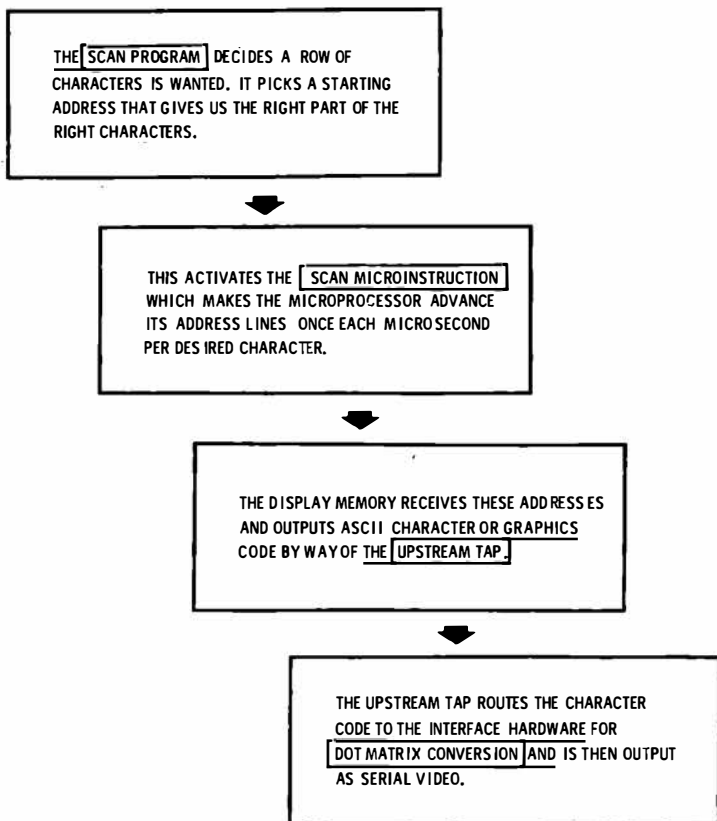 THE SCAN PROGRAM DECIDES A ROW OF
CHARACTERS IS WANTED. IT PICKS A STARTING
ADDRESS THAT GIVES US THE RIGHT PART OF THE
RIGHT CHARACTERS.
THIS ACTIVATES THE SCAN MICROINSTRUCTION
WHICH MAKES THE MICROPROCESSOR ADVANCE
ITS ADDRESS LINES ONCE EACH MICROSECOND
PER DESIRED CHARACTER.
THE DISPLAY MEMORY RECEIVES THESE ADDRESSES
AND OUTPUTS ASCII CHARACTER OR GRAPHICS
CODE BY WAY OF THE UPSTREAM TAP.
THE UPSTREAM TAP ROUTES THE CHARACTER
CODE TO THE INTERFACE HARDWARE FOR
DOT MATRIX CONVERSION AND IS THEN OUTPUT
AS SERIAL VIDEO.